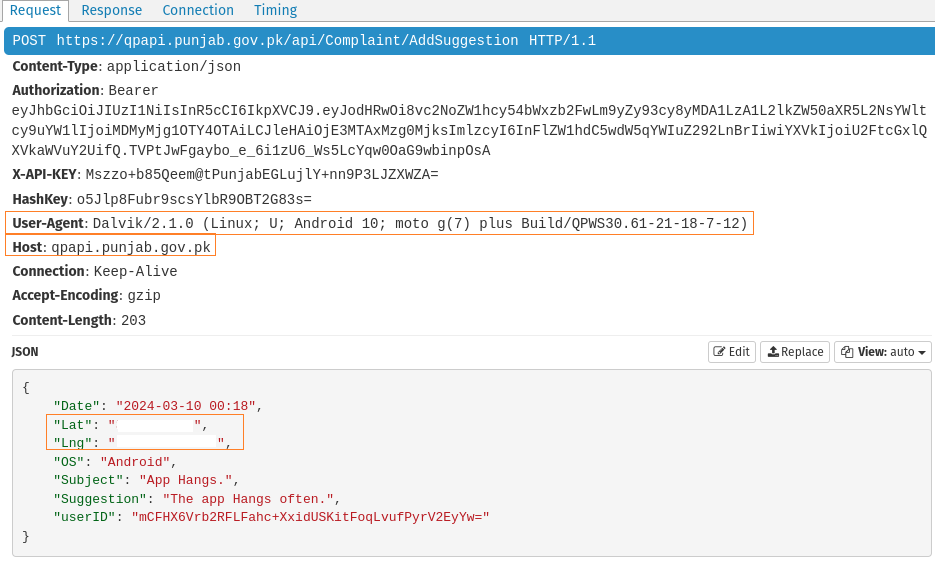 Request Response Connection Timing
POST https://qpapi.punjab.gov.pk/api/Complaint/AddSuggestion HTTP/1.1
Content-Type: application/json
Authorization: Bearer
eyJhbGciOiJIUzI1NiIsInR5cCI6IkpXVCJ9.eyJodHRwOi8vc2NoZW1hcy54bWxzb2FwLm9yZy93cy8yMDA1LzA1L2lkZW50aXR5L2NsYWlt
cy9uYW1lIjoiMDMyMjg1OTY4OTAiLCJleHAiOjE3MTAxMzg4MjksImlzcyI6InFlZW1hdC5wdW5qYWIuZ292LnBrIiwiYXVkIjoiU2FtcGxlQ
XVkaWVuY2UifQ.TVPtJwFgaybo_e_6i1zU6_Ws5LcYqw0OaG9wbinpOsA
X-API-KEY: Mszzo+b85Qeem@tPunjabEGLujlY+nn9P3LJZXWZA=
HashKey: o5Jlp8Fubr9scsYlbR9OBT2G83s=
User-Agent: Dalvik/2.1.0 (Linux; U; Android 10; moto g(7) plus Build/QPWS30.61-21-18-7-12)
Host: qpapi.punjab.gov.pk
Connection: Keep-Alive
Accept-Encoding: gzip
Content-Length: 203
JSON Edit Replace View: auto
{
"Date": "2024-03-10 00:18",
"Lat": " ",
"Lng": " ",
"OS": "Android",
"Subject": "App Hangs.",
"Suggestion": "The app Hangs often.",
"userID": "mCFHX6Vrb2RFLFahc+XxidUSKitFoqLvufPyrV2EyYw="
}